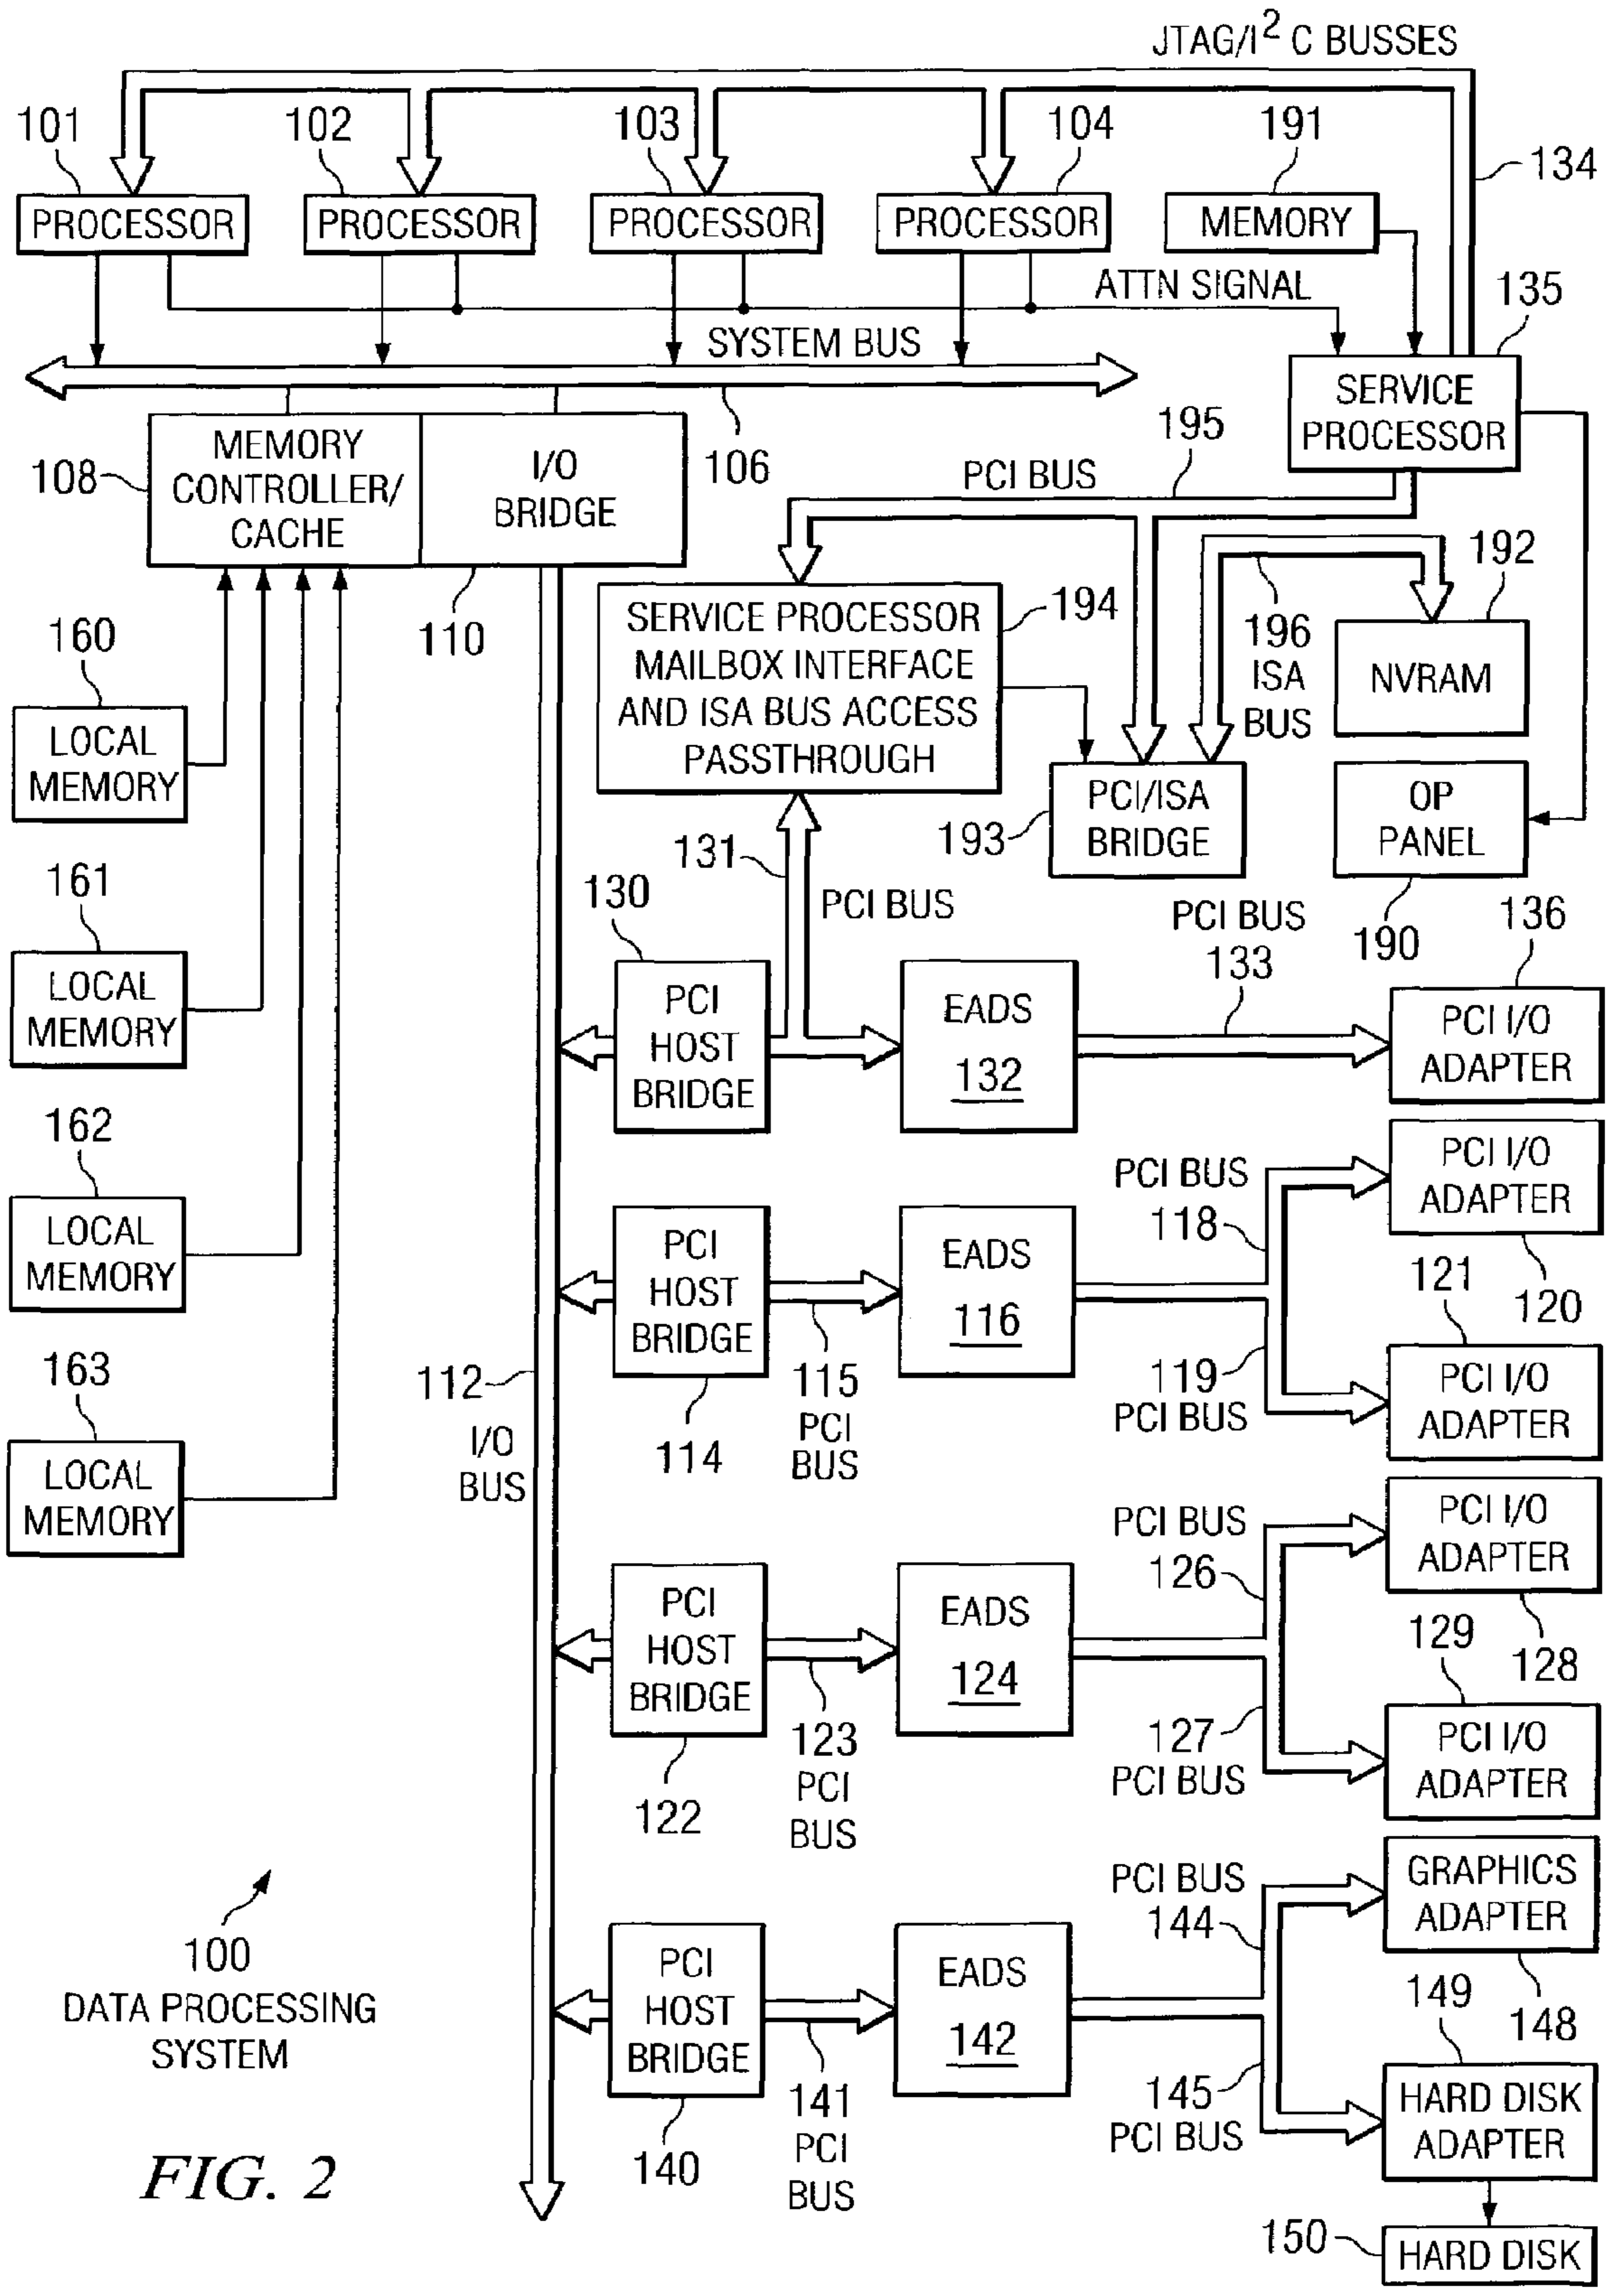 JTAG/I² C BUSSES
101
102
103
104
191
134
PROCESSOR
PROCESSOR
PROCESSOR
PROCESSOR
MEMORY
ATTN SIGNAL
135
SYSTEM BUS
SERVICE
PROCESSOR
108
MEMORY
CONTROLLER/
CACHE
I/O
BRIDGE
106
195
PCI BUS
110
192
160
SERVICE PROCESSOR
MAILBOX INTERFACE
AND ISA BUS ACCESS
PASSTHROUGH
194
196
ISA
BUS
NVRAM
LOCAL
MEMORY
PCI/ISA
BRIDGE
193
OP
PANEL
190
131
PCI BUS
161
LOCAL
MEMORY
130
PCI
HOST
BRIDGE
EADS
132
PCI BUS
133
136
PCI I/O
ADAPTER
162
LOCAL
MEMORY
PCI
HOST
BRIDGE
114
115
PCI
BUS
EADS
116
PCI BUS
118
PCI I/O
ADAPTER
120
121
119
PCI BUS
PCI I/O
ADAPTER
163
LOCAL
MEMORY
112
I/O
BUS
PCI
HOST
BRIDGE
122
123
PCI
BUS
EADS
124
PCI BUS
126
PCI I/O
ADAPTER
128
129
127
PCI BUS
PCI I/O
ADAPTER
100
DATA PROCESSING
SYSTEM
PCI
HOST
BRIDGE
140
141
PCI
BUS
EADS
142
PCI BUS
144
GRAPHICS
ADAPTER
148
149
145
PCI BUS
HARD DISK
ADAPTER
150
HARD DISK
FIG. 2